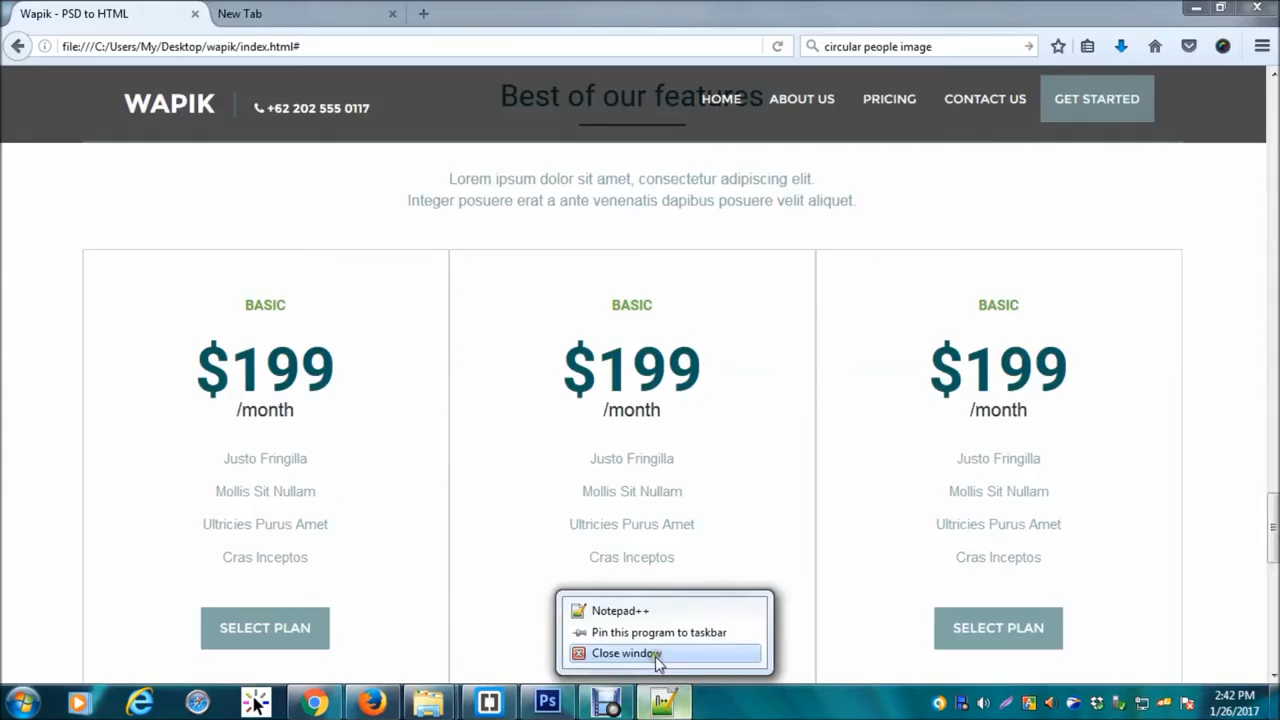 Wapik - PSD to HTML
New Tab
file:///C:/Users/My/Desktop/wapik/index.html#
circular people image
WAPIK
+62 202 555 0117
Best of our features
HOME
ABOUT US
PRICING
CONTACT US
GET STARTED
Lorem ipsum dolor sit amet, consectetur adipiscing elit.
Integer posuere erat a ante venenatis dapibus posuere velit aliquet.
BASIC
$199
/month
Justo Fringilla
Mollis Sit Nullam
Ultricies Purus Amet
Cras Inceptos
SELECT PLAN
BASIC
$199
/month
Justo Fringilla
Mollis Sit Nullam
Ultricies Purus Amet
Cras Inceptos
BASIC
$199
/month
Justo Fringilla
Mollis Sit Nullam
Ultricies Purus Amet
Cras Inceptos
SELECT PLAN
Notepad++
Pin this program to taskbar
Close window
Ps
2:42 PM
1/26/2017